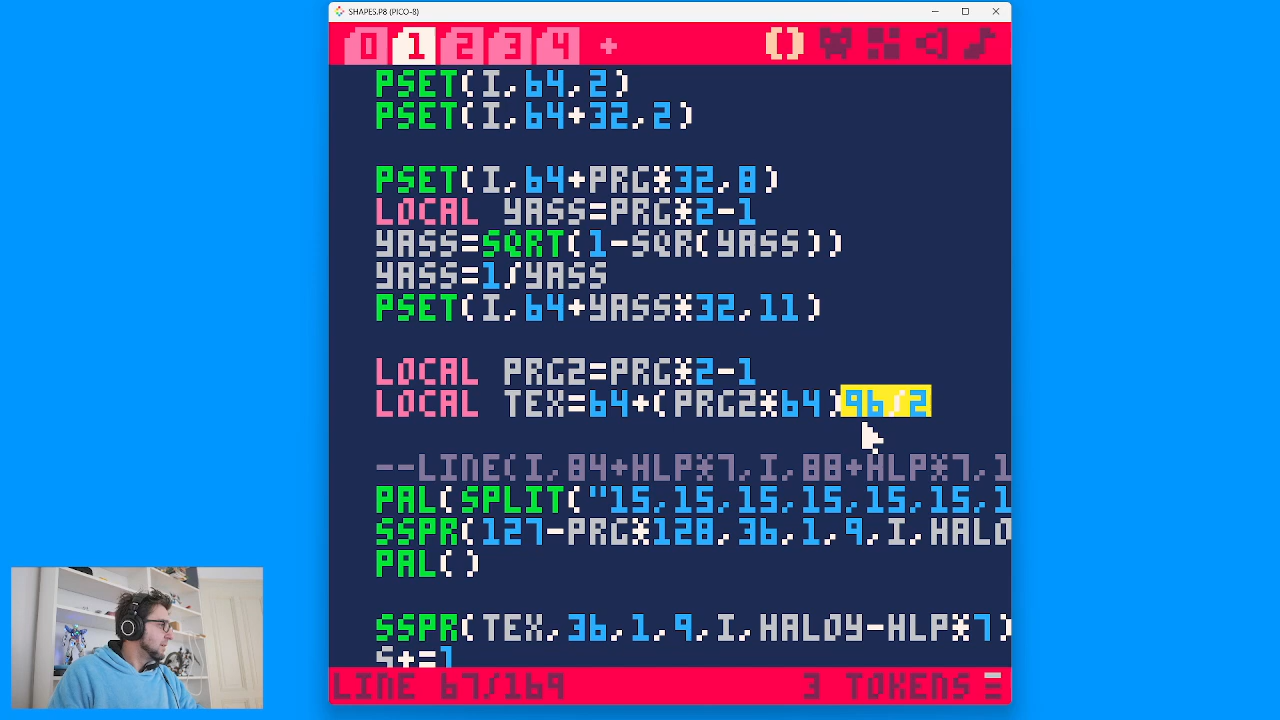 SHAPES.P8 (PICO-8)
0 1 2 3 4 +
PSET(I,64,2)
PSET(I,64+32,2)
PSET(I,64+PRG*32,8)
LOCAL YASS=PRG*2-1
YASS=SQRT(1-SQR(YASS))
YASS=1/YASS
PSET(I,64+YASS*32,11)
LOCAL PRG2=PRG*2-1
LOCAL TEX=64+(PRG2*64)96/2
--LINE(I,84+HLP*7,I,88+HLP*7,1
PAL(SPLIT("15,15,15,15,15,15,1
SSPR(127-PRG*128,36,1,9,I,HALO
PAL()
SSPR(TEX,36,1,9,I,HALOY-HLP*7)
S+=1
LINE 67/169 3 TOKENS